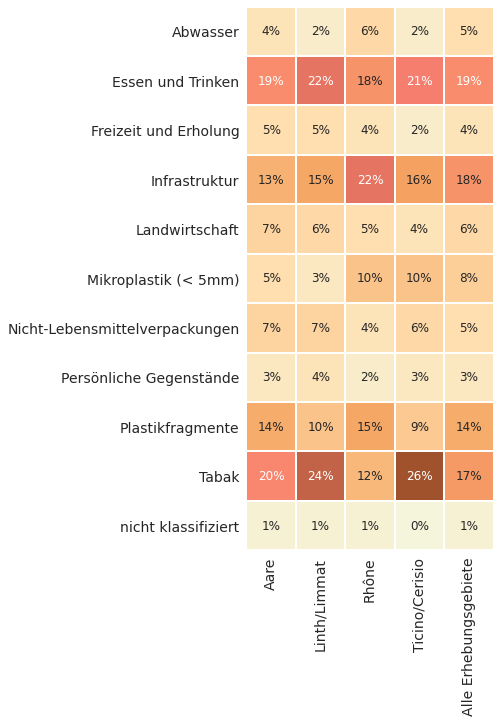 Abwasser 4% 2% 6% 2% 5%
Essen und Trinken 19% 22% 18% 21% 19%
Freizeit und Erholung 5% 5% 4% 2% 4%
Infrastruktur 13% 15% 22% 16% 18%
Landwirtschaft 7% 6% 5% 4% 6%
Mikroplastik (< 5mm) 5% 3% 10% 10% 8%
Nicht-Lebensmittelverpackungen 7% 7% 4% 6% 5%
Persönliche Gegenstände 3% 4% 2% 3% 3%
Plastikfragmente 14% 10% 15% 9% 14%
Tabak 20% 24% 12% 26% 17%
nicht klassifiziert 1% 1% 1% 0% 1%
Aare
Linth/Limmat
Rhône
Ticino/Cerisio
Alle Erhebungsgebiete